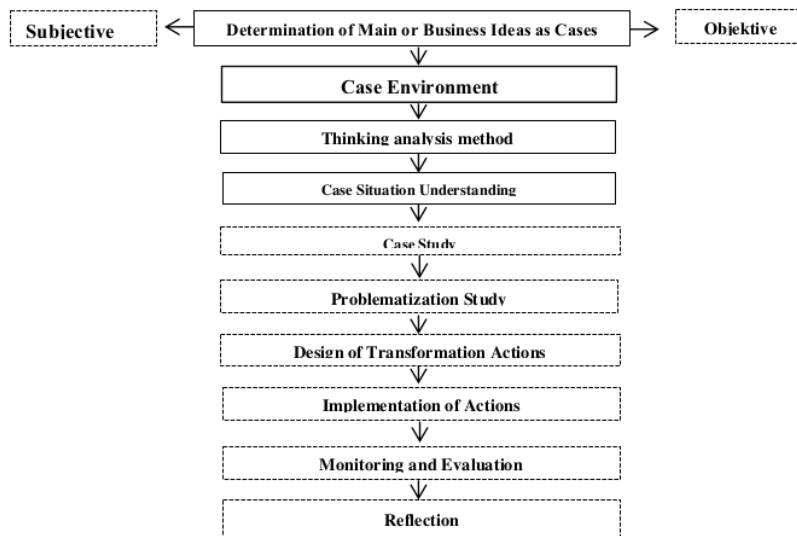 Subjective
Determination of Main or Business Ideas as Cases
Objektive
Case Environment
Thinking analysis method
Case Situation Understanding
Case Study
Problematization Study
Design of Transformation Actions
Implementation of Actions
Monitoring and Evaluation
Reflection